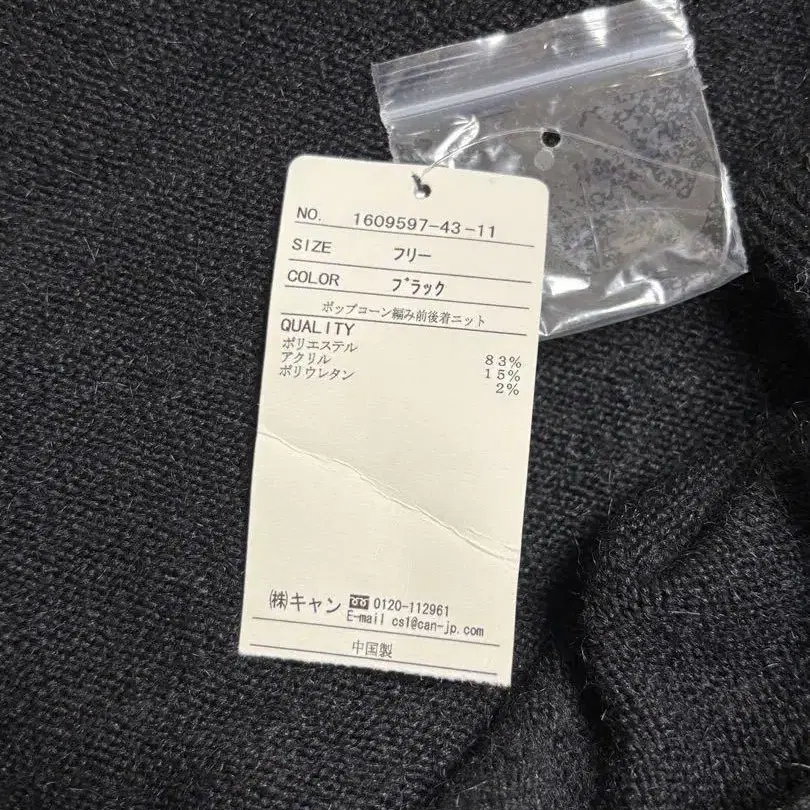 NO. 1609597-43-11
SIZE フリー
COLOR ブラック
ポップコーン編み前後着ニット
QUALITY
ポリエステル 83%
アクリル 15%
ポリウレタン 2%
㈱キャン 0120-112961
E-mail cs1@can-jp.com
中国製